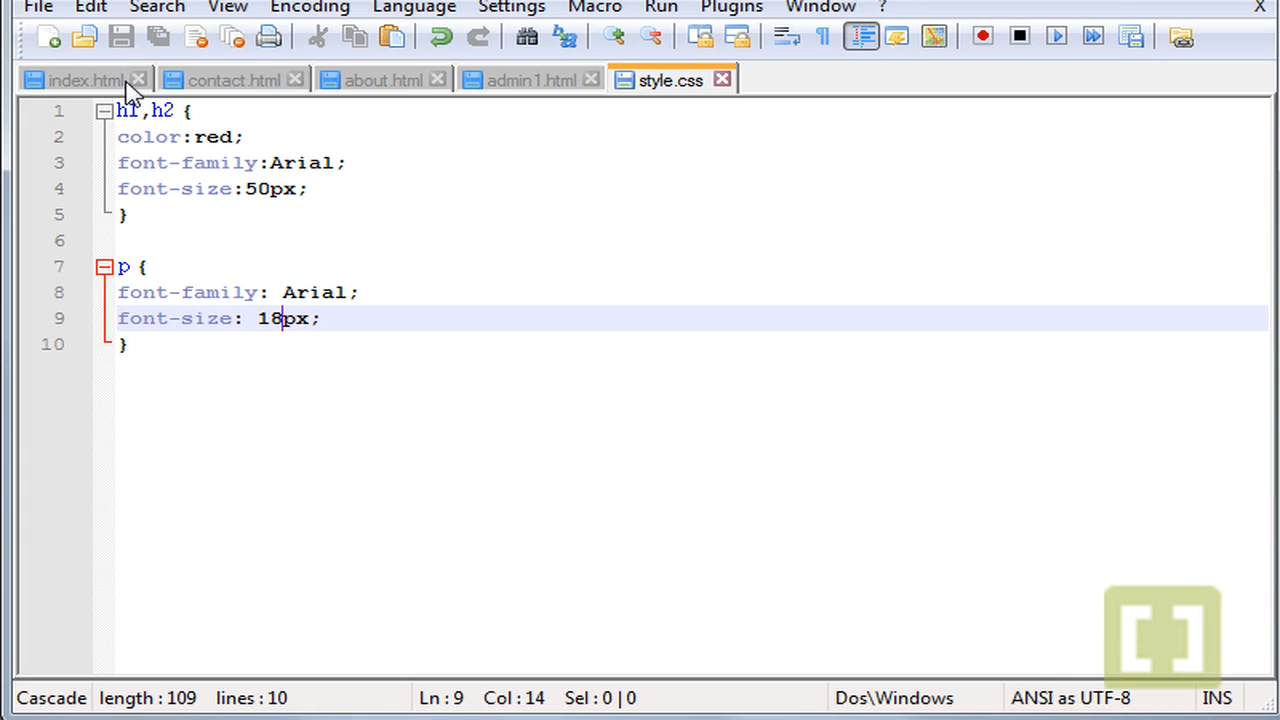 File Edit Search View Encoding Language Settings Macro Run Plugins Window ? X
index.html contact.html about.html admin1.html style.css
1 h1,h2 {
2 color:red;
3 font-family:Arial;
4 font-size:50px;
5 }
6
7 p {
8 font-family: Arial;
9 font-size: 18px;
10 }
Cascade length : 109 lines : 10 Ln : 9 Col : 14 Sel : 0 | 0 Dos\Windows ANSI as UTF-8 INS